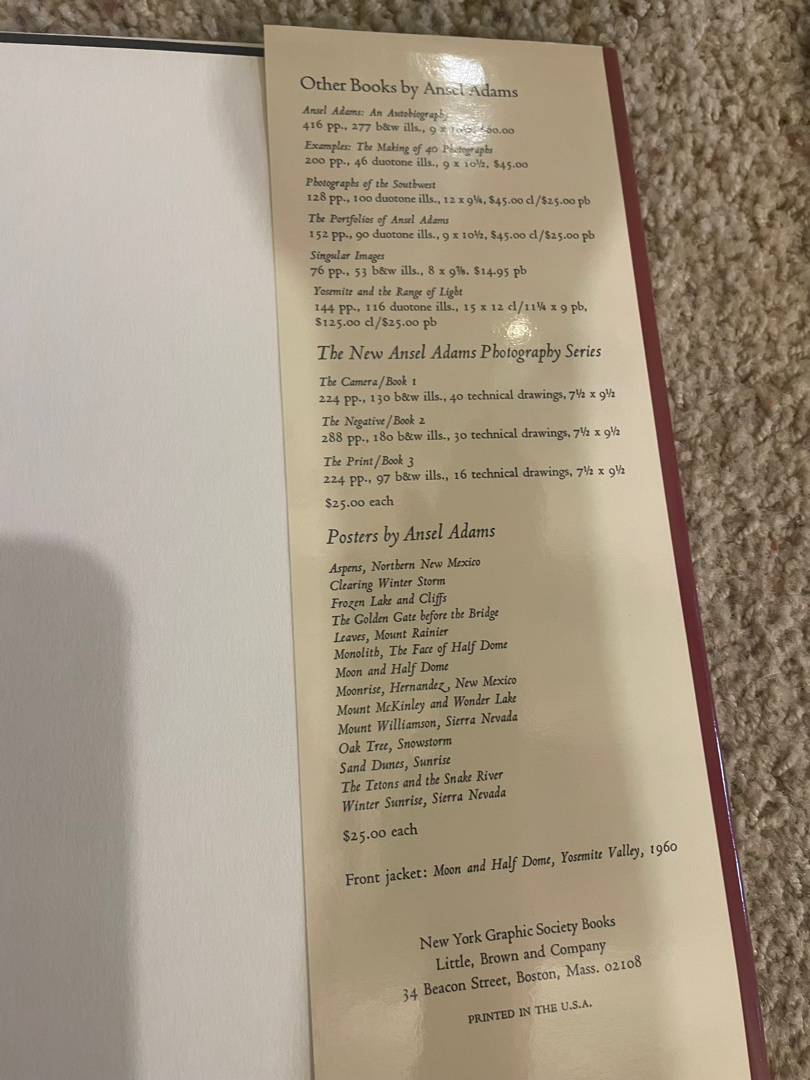 Other Books by Ansel Adams
Ansel Adams: An Autobiography
416 pp., 277 b&w ills., 9 x 10½, $60.00
Examples: The Making of 40 Photographs
200 pp., 46 duotone ills., 9 x 10½, $45.00
Photographs of the Southwest
128 pp., 100 duotone ills., 12 x 9¼, $45.00 cl/$25.00 pb
The Portfolios of Ansel Adams
152 pp., 90 duotone ills., 9 x 10½, $45.00 cl/$25.00 pb
Singular Images
76 pp., 53 b&w ills., 8 x 9⅜. $14.95 pb
Yosemite and the Range of Light
144 pp., 116 duotone ills., 15 x 12 cl/11¼ x 9 pb,
$125.00 cl/$25.00 pb
The New Ansel Adams Photography Series
The Camera/Book 1
224 pp., 130 b&w ills., 40 technical drawings, 7½ x 9½
The Negative/Book 2
288 pp., 180 b&w ills., 30 technical drawings, 7½ x 9½
The Print/Book 3
224 pp., 97 b&w ills., 16 technical drawings, 7½ x 9½
$25.00 each
Posters by Ansel Adams
Aspens, Northern New Mexico
Clearing Winter Storm
Frozen Lake and Cliffs
The Golden Gate before the Bridge
Leaves, Mount Rainier
Monolith, The Face of Half Dome
Moon and Half Dome
Moonrise, Hernandez, New Mexico
Mount McKinley and Wonder Lake
Mount Williamson, Sierra Nevada
Oak Tree, Snowstorm
Sand Dunes, Sunrise
The Tetons and the Snake River
Winter Sunrise, Sierra Nevada
$25.00 each
Front jacket: Moon and Half Dome, Yosemite Valley, 1960
New York Graphic Society Books
Little, Brown and Company
34 Beacon Street, Boston, Mass. 02108
PRINTED IN THE U.S.A.